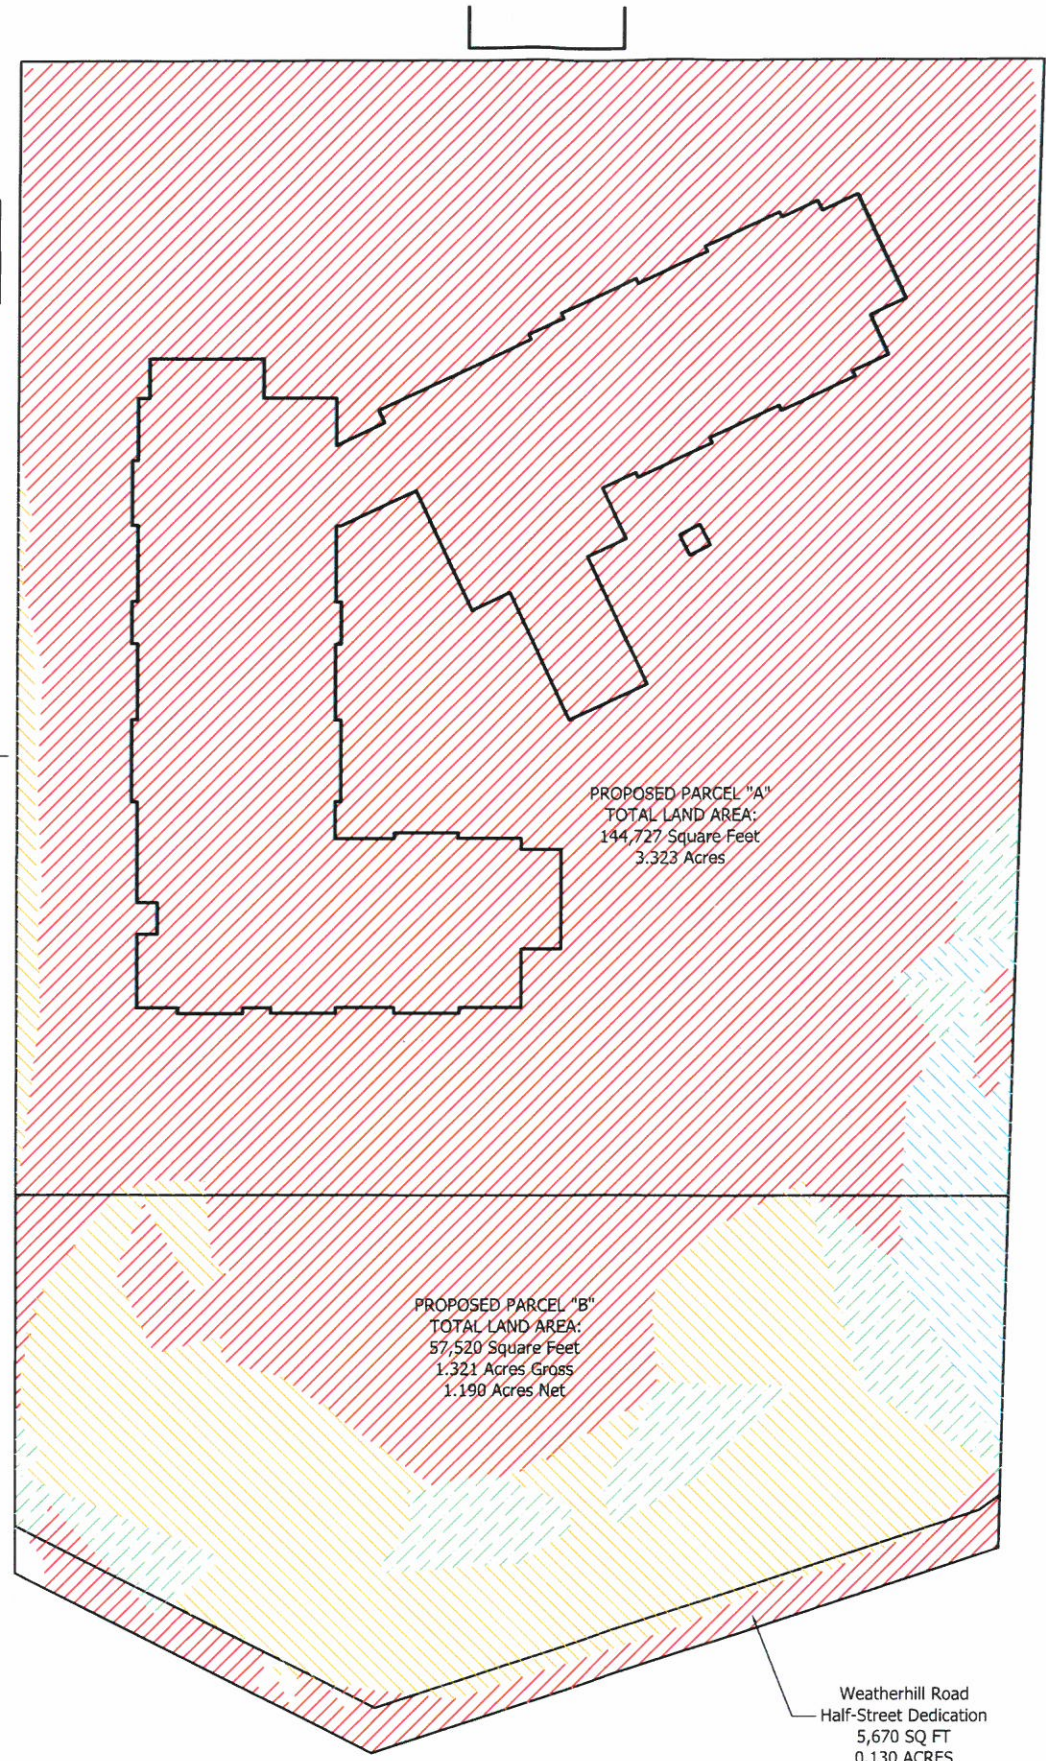 PROPOSED PARCEL "A"
TOTAL LAND AREA:
144,727 Square Feet
3.323 Acres
PROPOSED PARCEL "B"
TOTAL LAND AREA:
57,520 Square Feet
1.321 Acres Gross
1.190 Acres Net
Weatherhill Road
Half-Street Dedication
5,670 SQ FT
0.130 ACRES